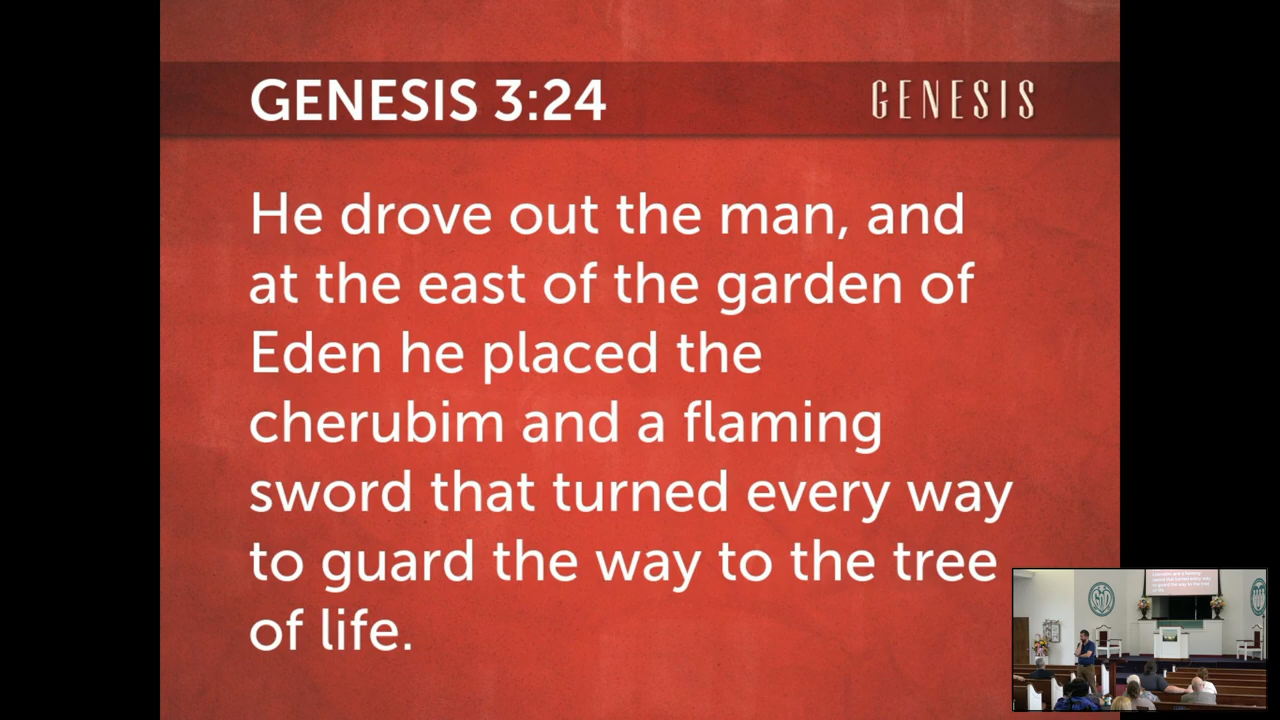 GENESIS 3:24
GENESIS
He drove out the man, and
at the east of the garden of
Eden he placed the
cherubim and a flaming
sword that turned every way
to guard the way to the tree
of life.